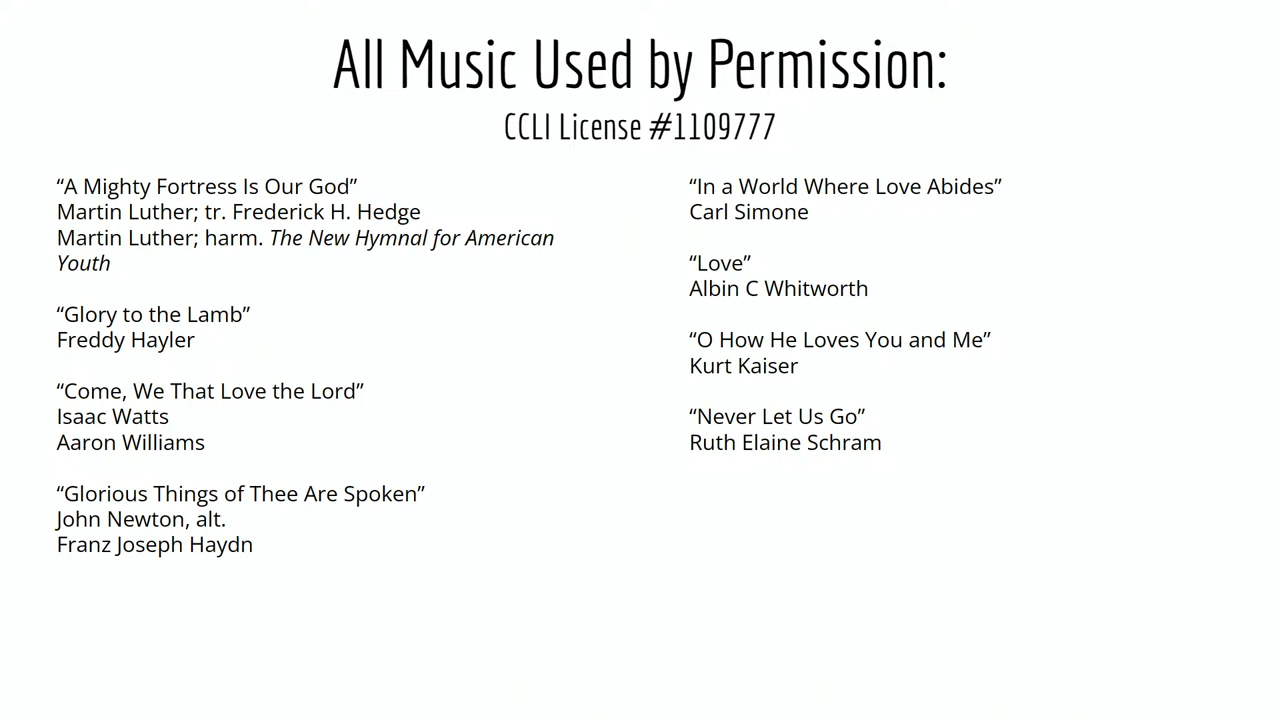 All Music Used by Permission:
CCLI License #1109777
“A Mighty Fortress Is Our God”
Martin Luther; tr. Frederick H. Hedge
Martin Luther; harm. The New Hymnal for American
Youth
“Glory to the Lamb”
Freddy Hayler
“Come, We That Love the Lord”
Isaac Watts
Aaron Williams
“Glorious Things of Thee Are Spoken”
John Newton, alt.
Franz Joseph Haydn
“In a World Where Love Abides”
Carl Simone
“Love”
Albin C Whitworth
“O How He Loves You and Me”
Kurt Kaiser
“Never Let Us Go”
Ruth Elaine Schram